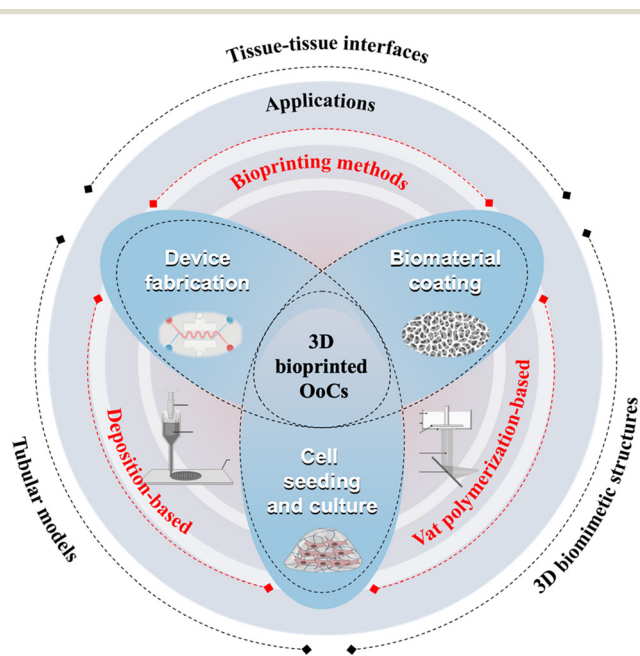 Tissue-tissue interfaces
Applications
Bioprinting methods
Device
fabrication
Biomaterial
coating
3D
bioprinted
OoCs
Cell
seeding
and culture
Deposition-based
Vat polymerization-based
Tubular models
3D biomimetic structures